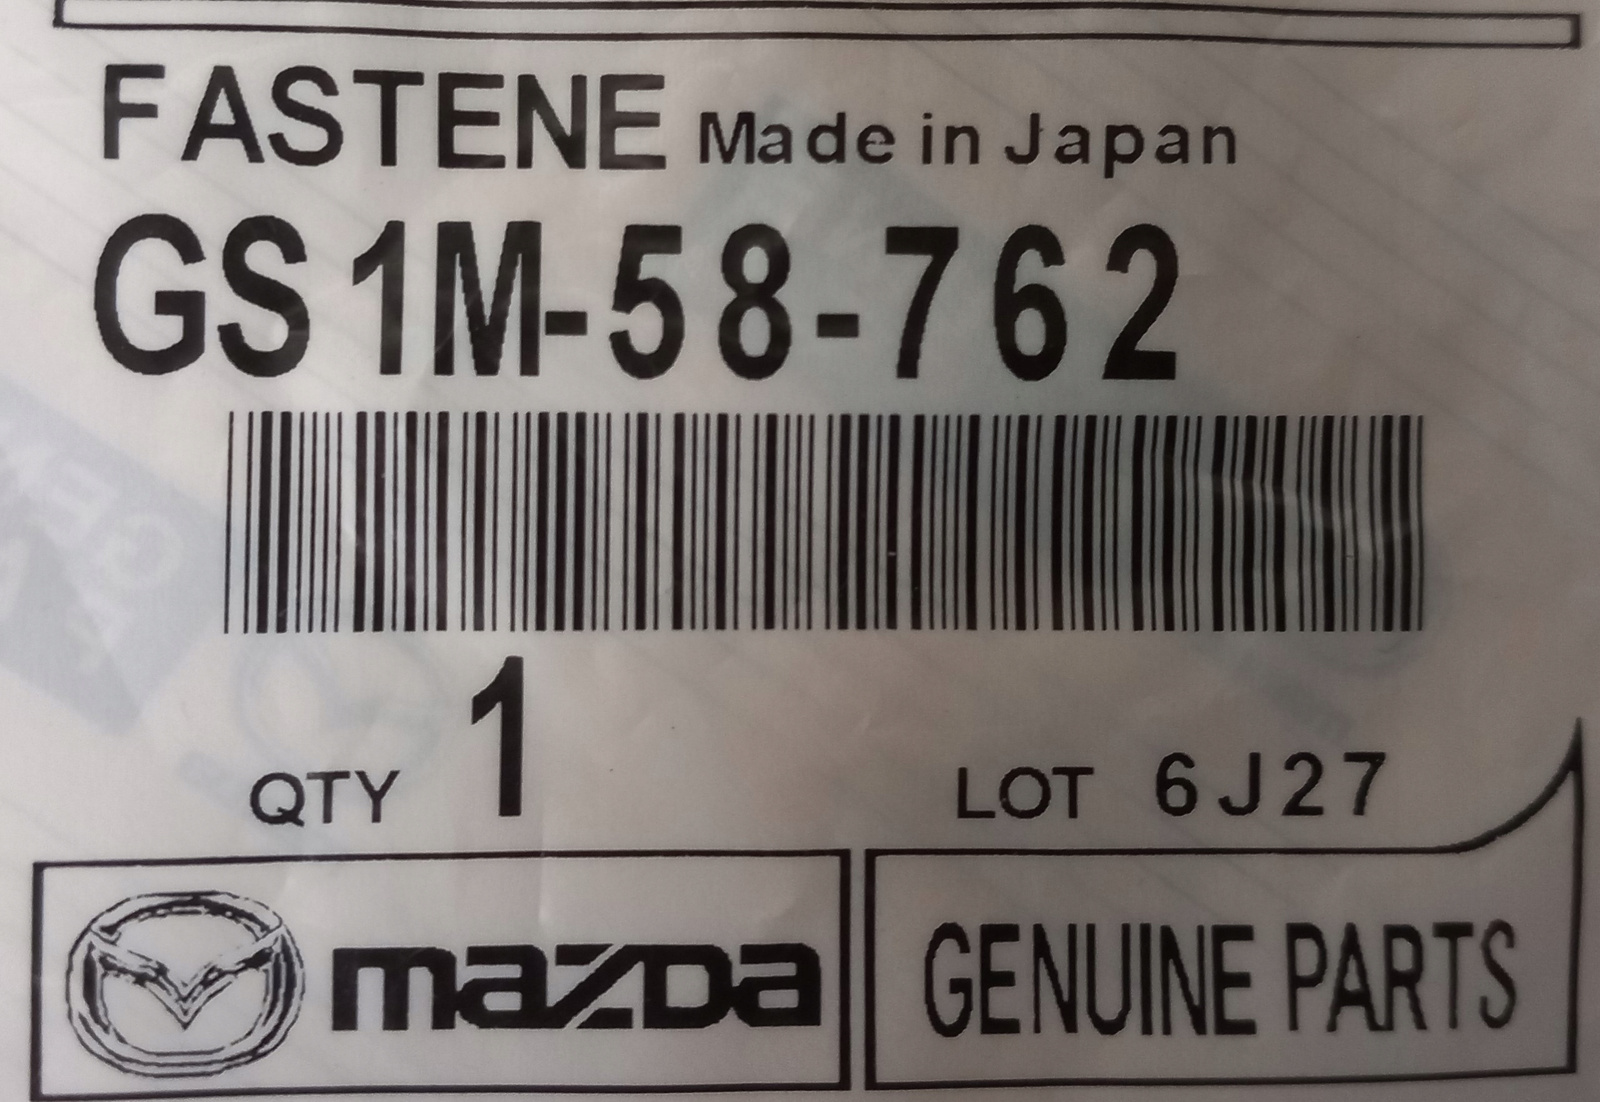 FASTENE Made in Japan
GS1M-58-762
QTY 1 LOT 6J27
mazda GENUINE PARTS